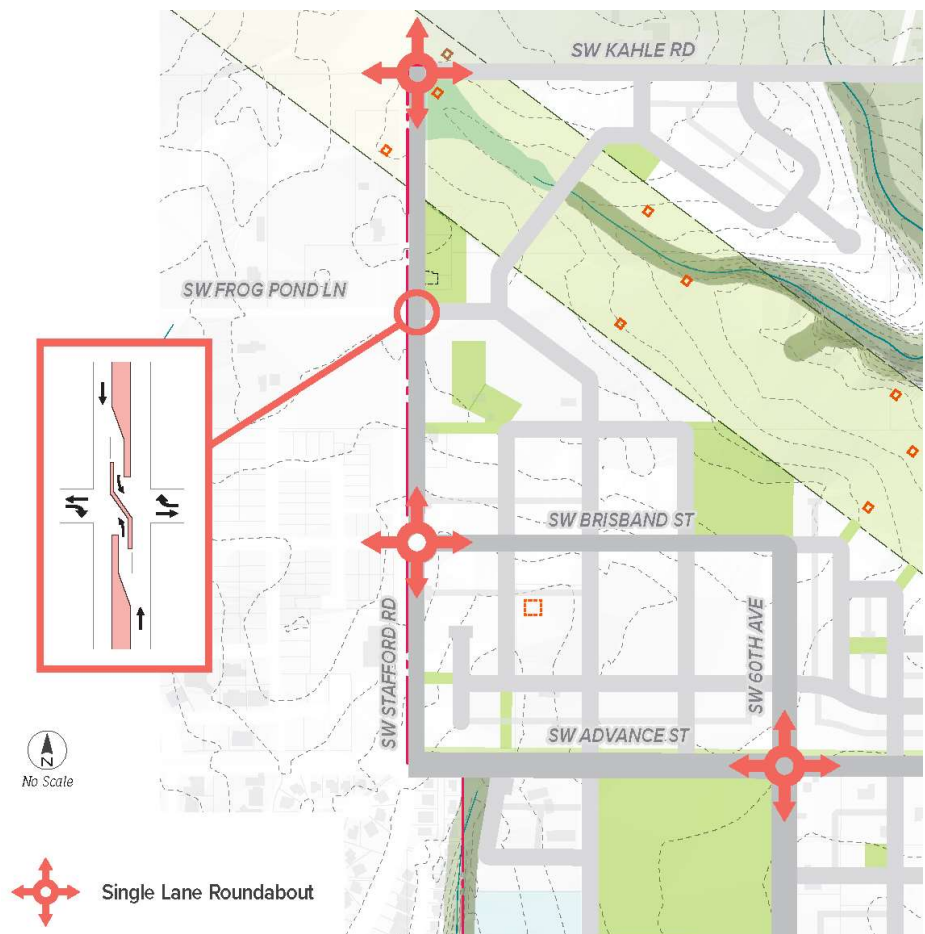 SW KAHLE RD
SW FROG POND LN
SW BRISBAND ST
SW STAFFORD RD
SW 60TH AVE
SW ADVANCE ST
N
No Scale
Single Lane Roundabout